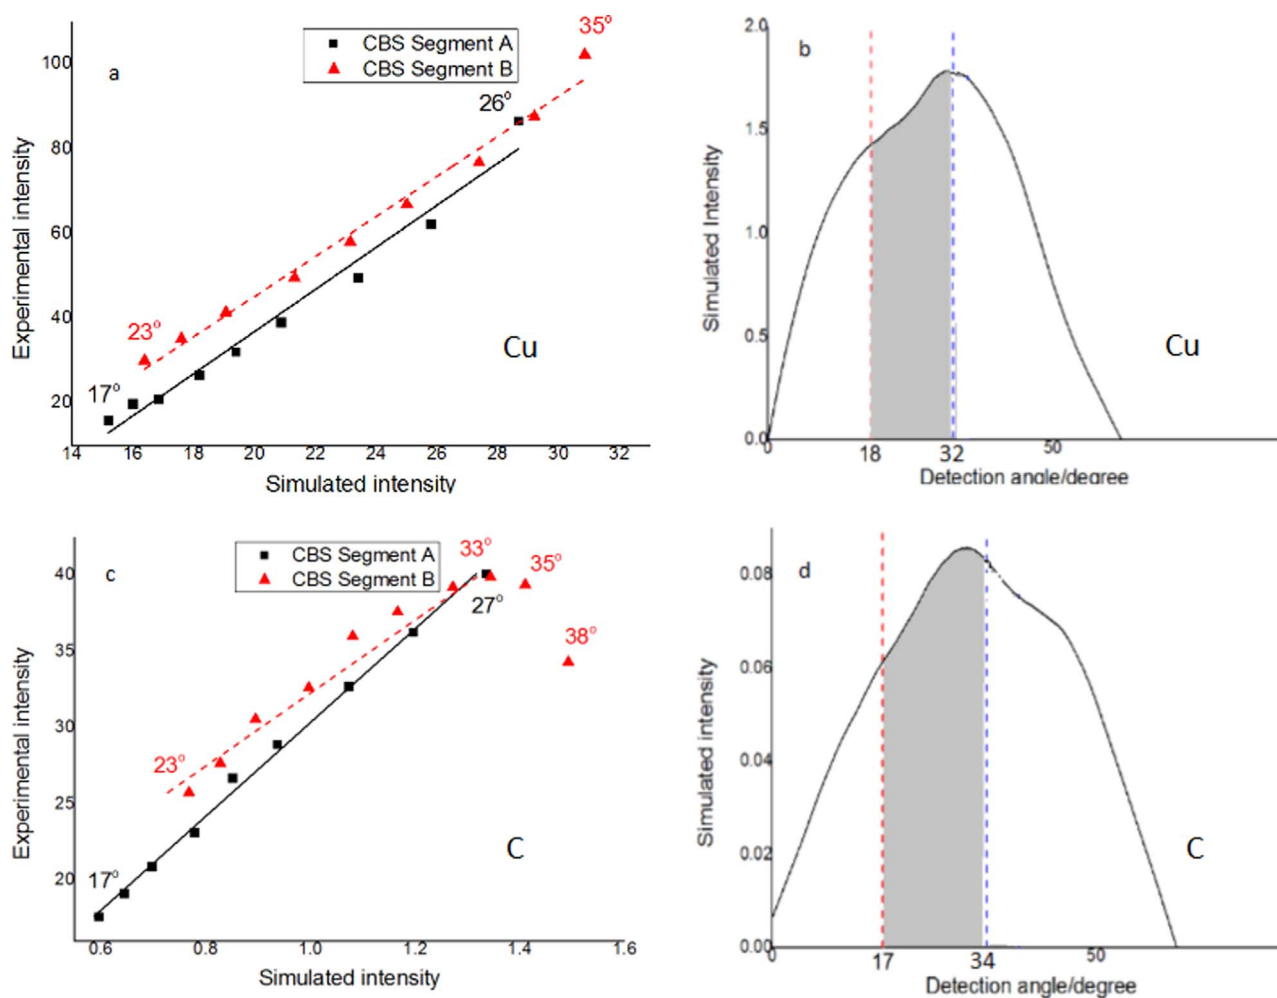 a
CBS Segment A
CBS Segment B
35°
26°
23°
17°
Cu
100
80
60
40
20
14 16 18 20 22 24 26 28 30 32
Experimental intensity
Simulated intensity
b
2.0
1.5
1.0
0.5
0.0
0 18 32 50
Cu
Simulated Intensity
Detection angle/degree
c
CBS Segment A
CBS Segment B
33°
35°
27°
38°
23°
17°
C
40
35
30
25
20
0.6 0.8 1.0 1.2 1.4 1.6
Experimental intensity
Simulated intensity
d
0.08
0.06
0.04
0.02
0.00
0 17 34 50
C
Simulated intensity
Detection angle/degree